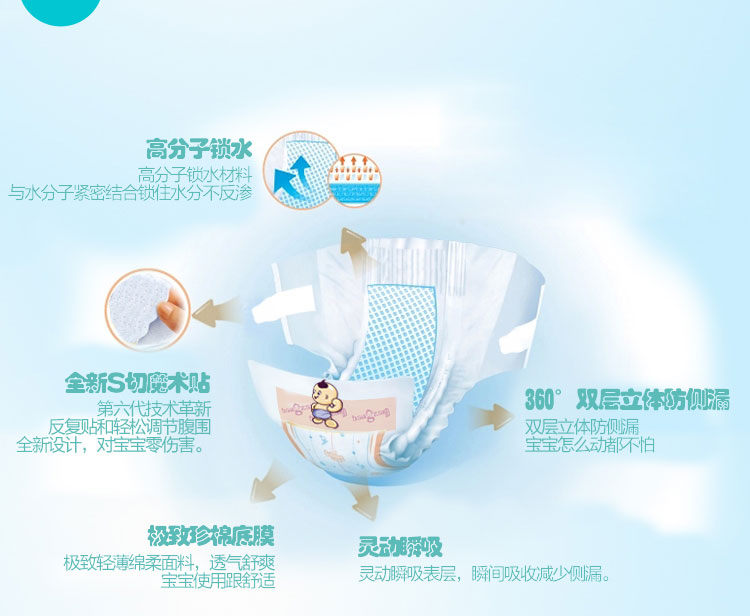 高分子锁水
高分子锁水材料
与水分子紧密结合锁住水分不反渗
全新S切魔术贴
第六代技术革新
反复贴和轻松调节腹围
全新设计，对宝宝零伤害。
360° 双层立体防侧漏
双层立体防侧漏
宝宝怎么动都不怕
极致珍棉底膜
极致轻薄绵柔面料，透气舒爽
宝宝使用跟舒适
灵动瞬吸
灵动瞬吸表层，瞬间吸收减少侧漏。